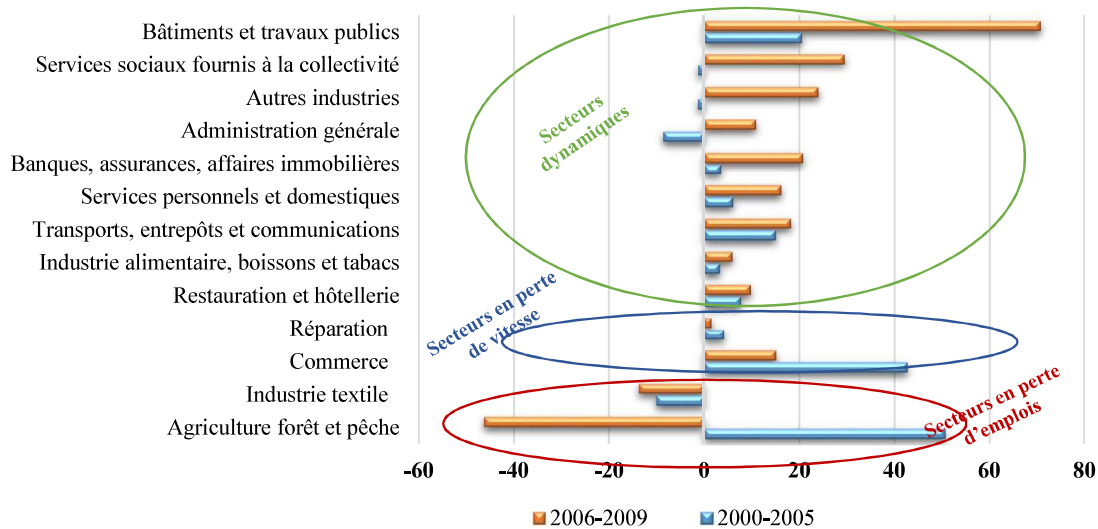 Bâtiments et travaux publics
Services sociaux fournis à la collectivité
Autres industries
Administration générale
Banques, assurances, affaires immobilières
Services personnels et domestiques
Transports, entrepôts et communications
Industrie alimentaire, boissons et tabacs
Restauration et hôtellerie
Réparation
Commerce
Industrie textile
Agriculture forêt et pêche
Secteurs
dynamiques
Secteurs en perte
de vitesse
Secteurs en perte
d'emplois
-60 -40 -20 0 20 40 60 80
2006-2009 2000-2005